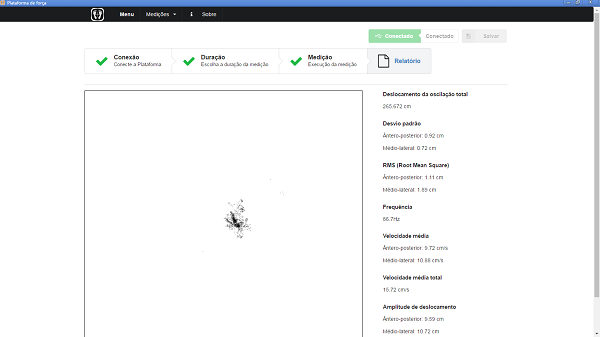 Plataforma de força
Menu Medições i Sobre
Conectado Conectado Salvar
Conexão
Conecte a Plataforma
Duração
Escolha a duração da medição
Medição
Execução da medição
Relatório
Deslocamento da oscilação total
265.672 cm
Desvio padrão
Ântero-posterior: 0.92 cm
Médio-lateral: 0.72 cm
RMS (Root Mean Square)
Ântero-posterior: 1.11 cm
Médio-lateral: 1.89 cm
Frequência
66.7Hz
Velocidade média
Ântero-posterior: 9.72 cm/s
Médio-lateral: 10.88 cm/s
Velocidade média total
15.72 cm/s
Amplitude de deslocamento
Ântero-posterior: 9.59 cm
Médio-lateral: 10.72 cm